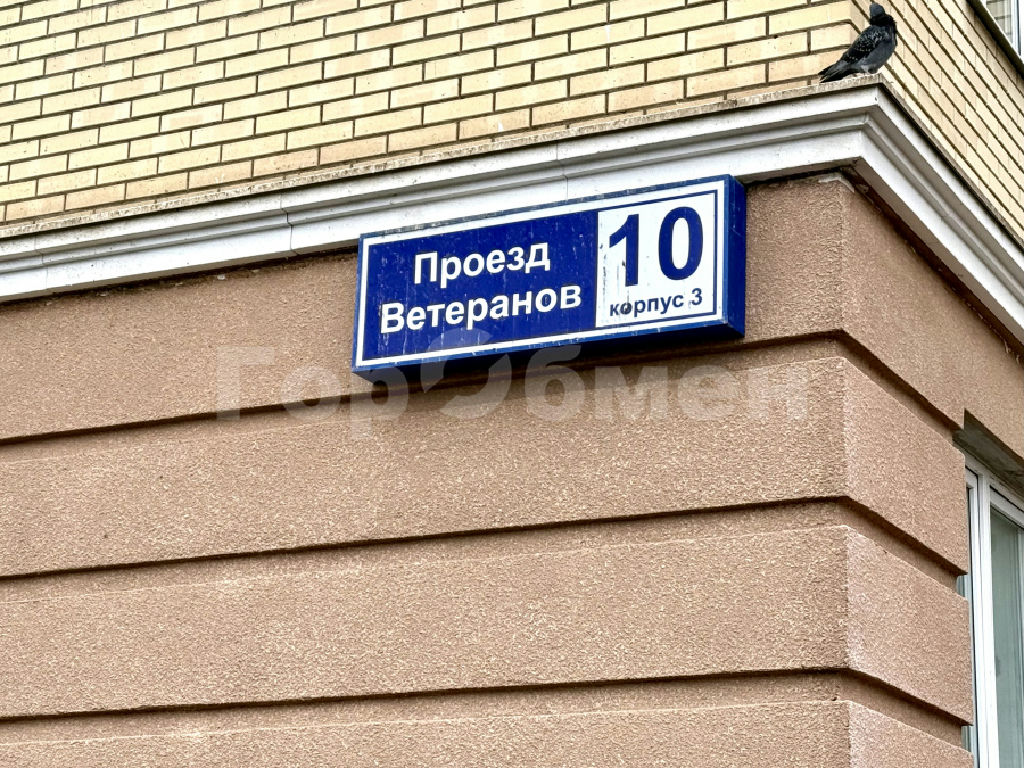 Проезд
Ветеранов
10
корпус 3
ГорОбмен